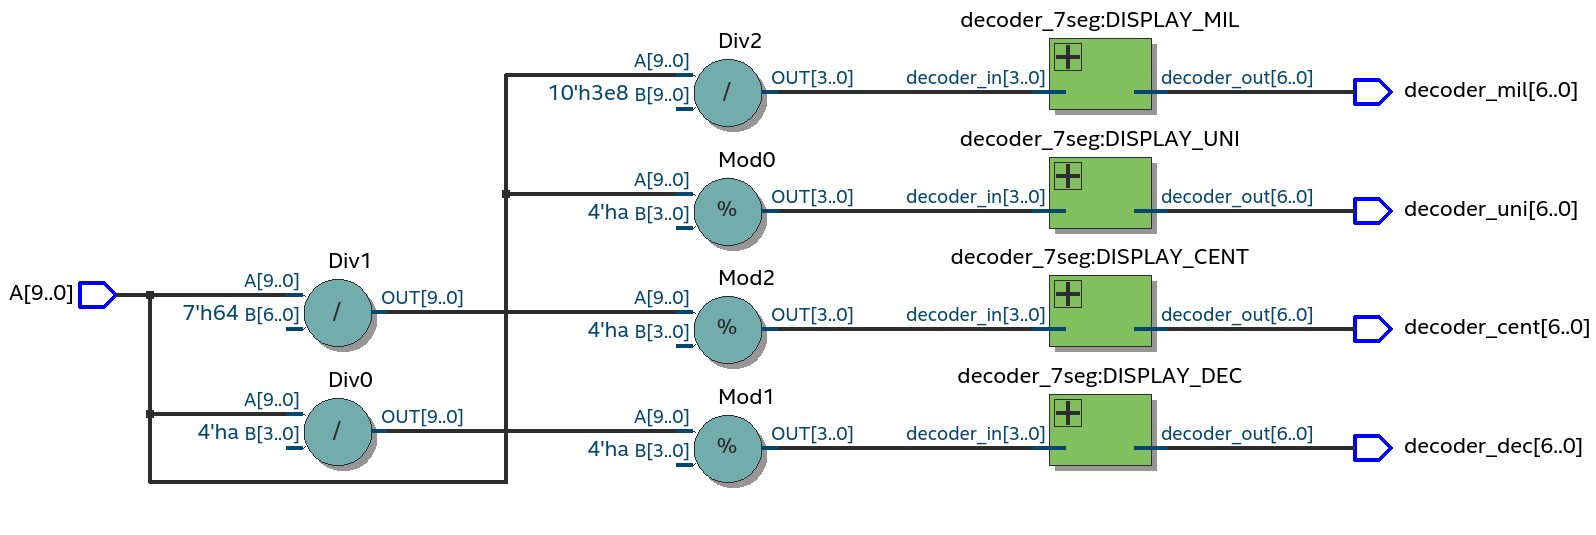 decoder_7seg:DISPLAY_MIL
Div2
A[9..0]
10'h3e8 B[9..0]
/
OUT[3..0]
decoder_in[3..0]
decoder_out[6..0]
decoder_mil[6..0]
decoder_7seg:DISPLAY_UNI
Mod0
A[9..0]
4'ha B[3..0]
%
OUT[3..0]
decoder_in[3..0]
decoder_out[6..0]
decoder_uni[6..0]
decoder_7seg:DISPLAY_CENT
A[9..0]
Div1
A[9..0]
7'h64 B[6..0]
/
OUT[9..0]
Mod2
A[9..0]
4'ha B[3..0]
%
OUT[3..0]
decoder_in[3..0]
decoder_out[6..0]
decoder_cent[6..0]
decoder_7seg:DISPLAY_DEC
Div0
A[9..0]
4'ha B[3..0]
/
OUT[9..0]
Mod1
A[9..0]
4'ha B[3..0]
%
OUT[3..0]
decoder_in[3..0]
decoder_out[6..0]
decoder_dec[6..0]